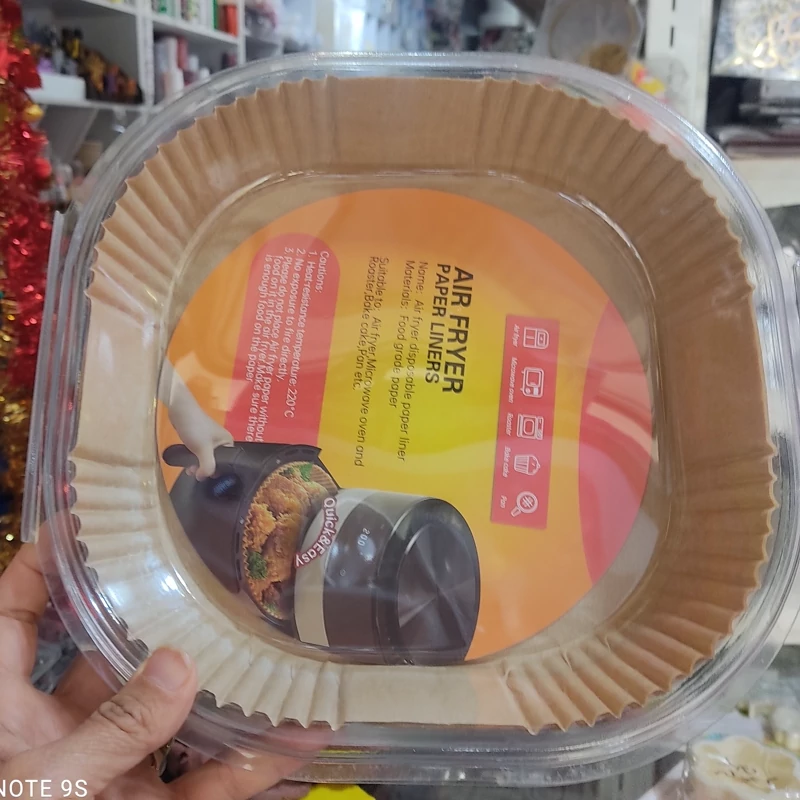 AIR FRYER
PAPER LINERS
Name: Air fryer disposable paper liner
Materials: Food grade paper
Suitable to: Air fryer,Microwave oven and
Roaster,Bake cake,Pan etc.
Cautions:
1. Heat resistance temperature: 220°C
2. No exposure to fire directly.
3. Please do not place Air fryer paper without
food on it in the air fryer.Make sure there
is enough food on the paper.
Air fryer
Microwave oven
Roaster
Bake cake
Pan
Quick&Easy
200
NOTE 9S